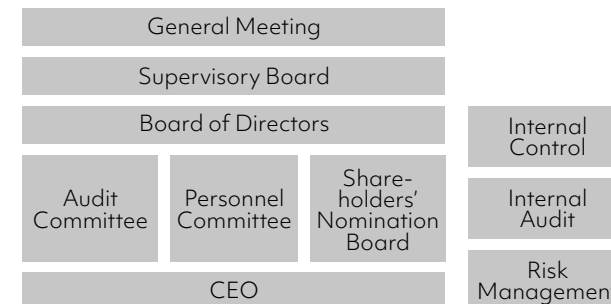 General Meeting
Supervisory Board
Board of Directors
Audit
Committee
Personnel
Committee
Share-
holders'
Nomination
Board
CEO
Internal
Control
Internal
Audit
Risk
Managemen